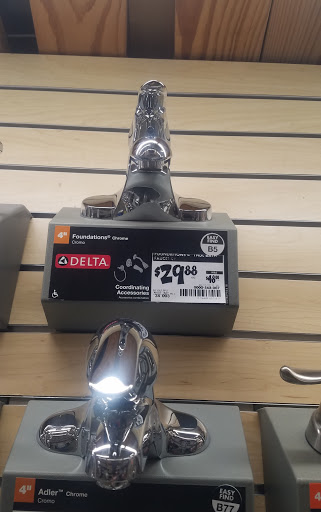 4" Foundations® Chrome
Cromo
EASY
FIND
B5
DELTA
Coordinating
Accessories
$29.88
4" Adler™ Chrome
Cromo
EASY
FIND
B77
4